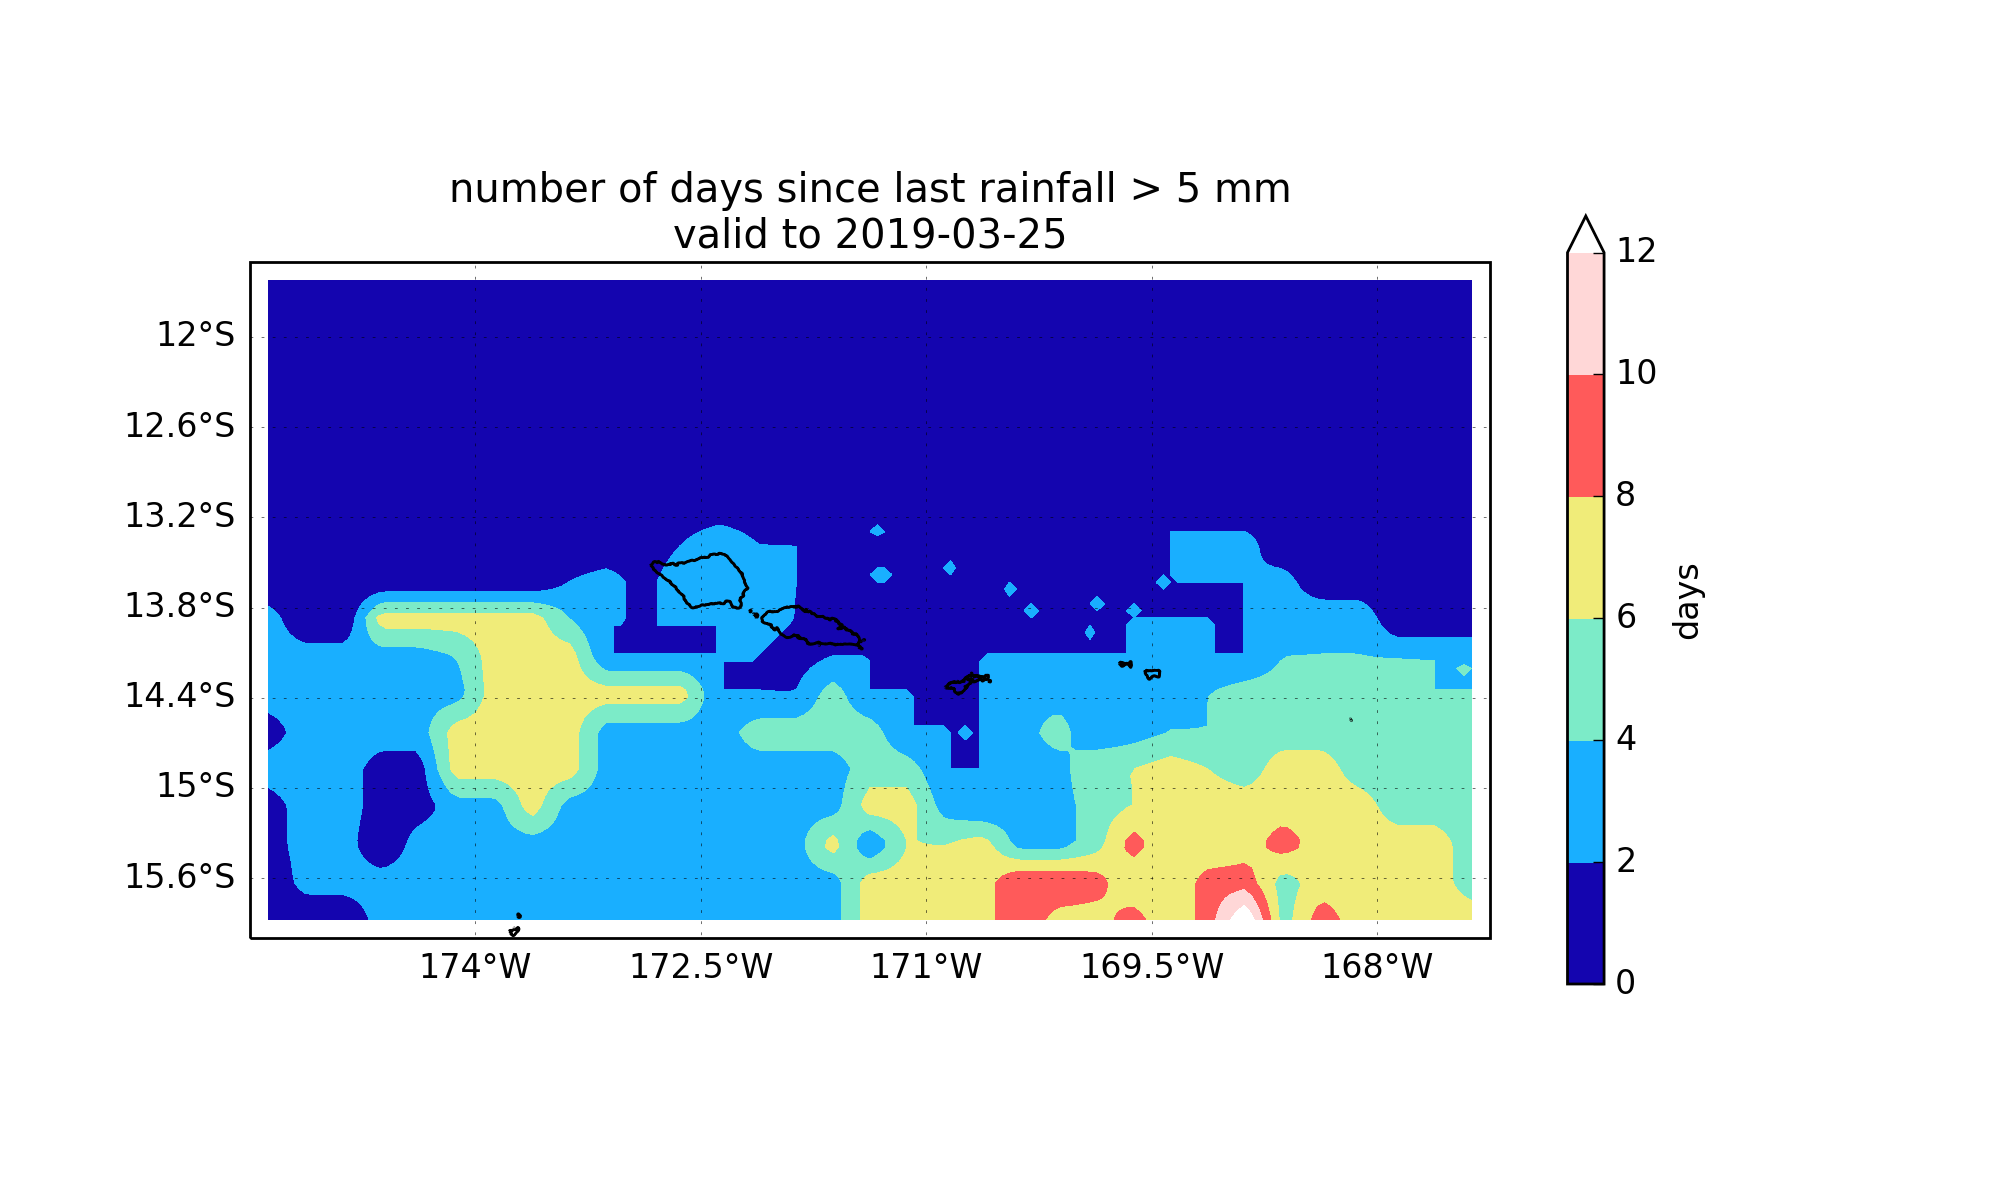 number of days since last rainfall > 5 mm
valid to 2019-03-25
12°S
12.6°S
13.2°S
13.8°S
14.4°S
15°S
15.6°S
174°W
172.5°W
171°W
169.5°W
168°W
12
10
8
6
4
2
0
days